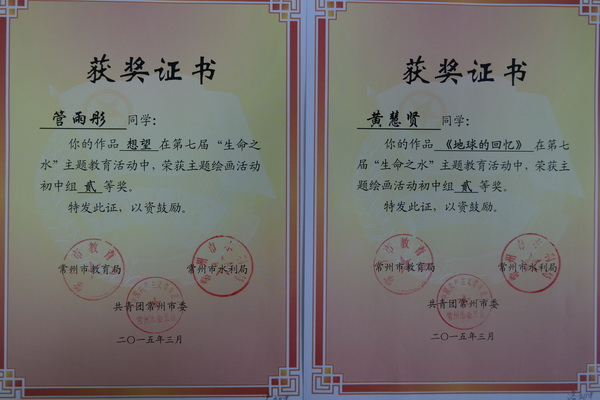 获奖证书
管雨彤 同学：
你的作品 想望 在第七届“生命之
水”主题教育活动中，荣获主题绘画活动
初中组 贰 等奖。
特发此证，以资鼓励。
常州市教育局 常州市水利局
共青团常州市委
二〇一五年三月
获奖证书
黄慧贤 同学：
你的作品 《地球的回忆》 在第七
届“生命之水”主题教育活动中，荣获主
题绘画活动初中组 贰 等奖。
特发此证，以资鼓励。
常州市教育局 常州市水利局
共青团常州市委
二〇一五年三月